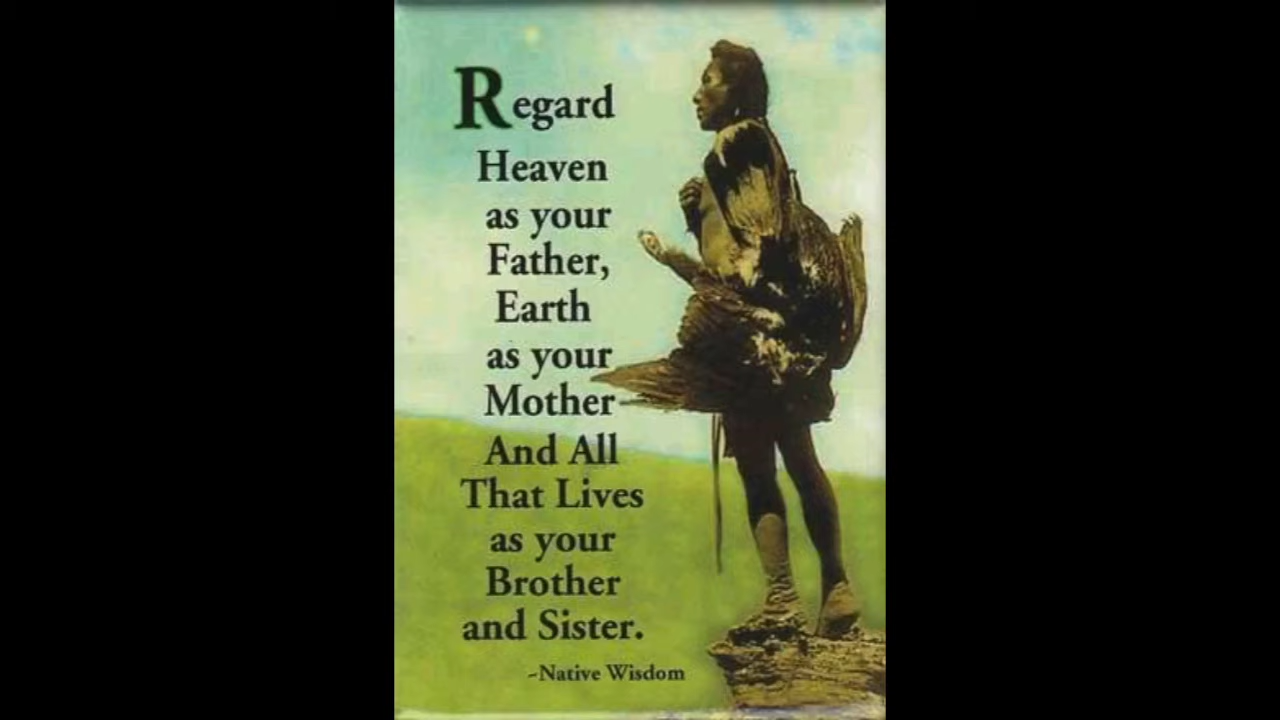 Regard
Heaven
as your
Father,
Earth
as your
Mother
And All
That Lives
as your
Brother
and Sister.
~Native Wisdom